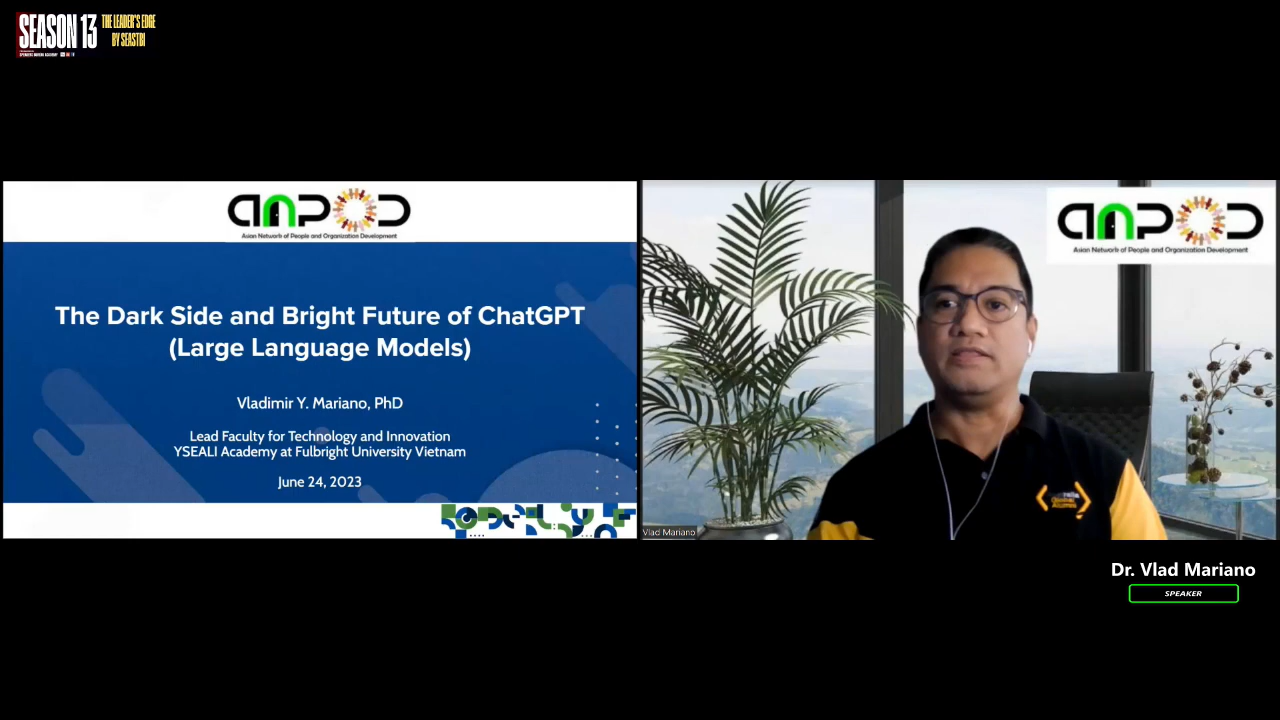 SEASON 13
THE LEADER'S EDGE
BY SEASTBI
Asian Network of People and Organization Development
The Dark Side and Bright Future of ChatGPT
(Large Language Models)
Vladimir Y. Mariano, PhD
Lead Faculty for Technology and Innovation
YSEALI Academy at Fulbright University Vietnam
June 24, 2023
ANPOD
Asian Network of People and Organization Development
Vlad Mariano
Dr. Vlad Mariano
SPEAKER